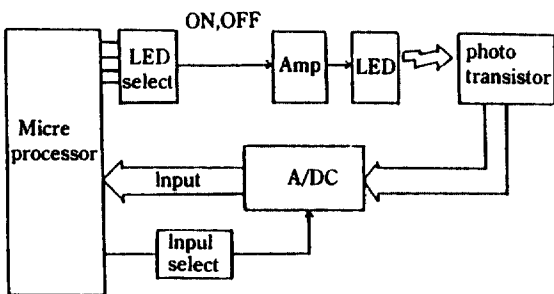 ON,OFF
LED
select
Amp
LED
photo
transistor
Micre
processor
Input
A/DC
Inpul
select